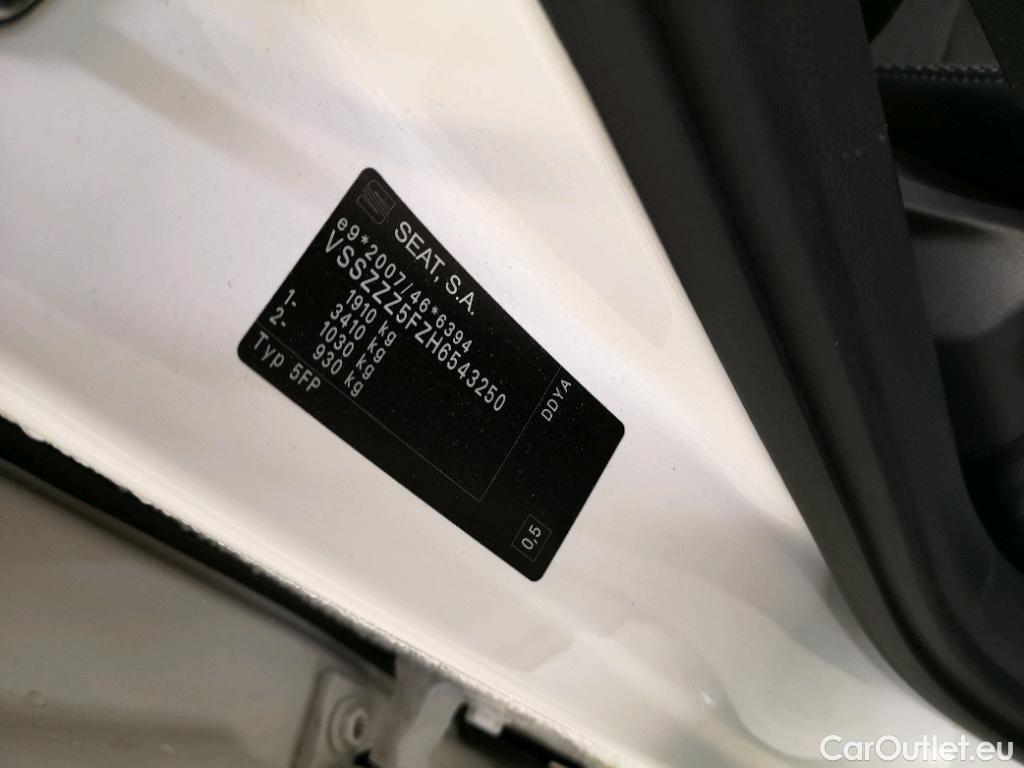 SEAT, S.A.
e9*2007/46*6394
VSSZZZ5FZH6543250
1910 kg
3410 kg
1- 1030 kg
2- 930 kg
Typ 5FP
DDYA
0,5
CarOutlet.eu